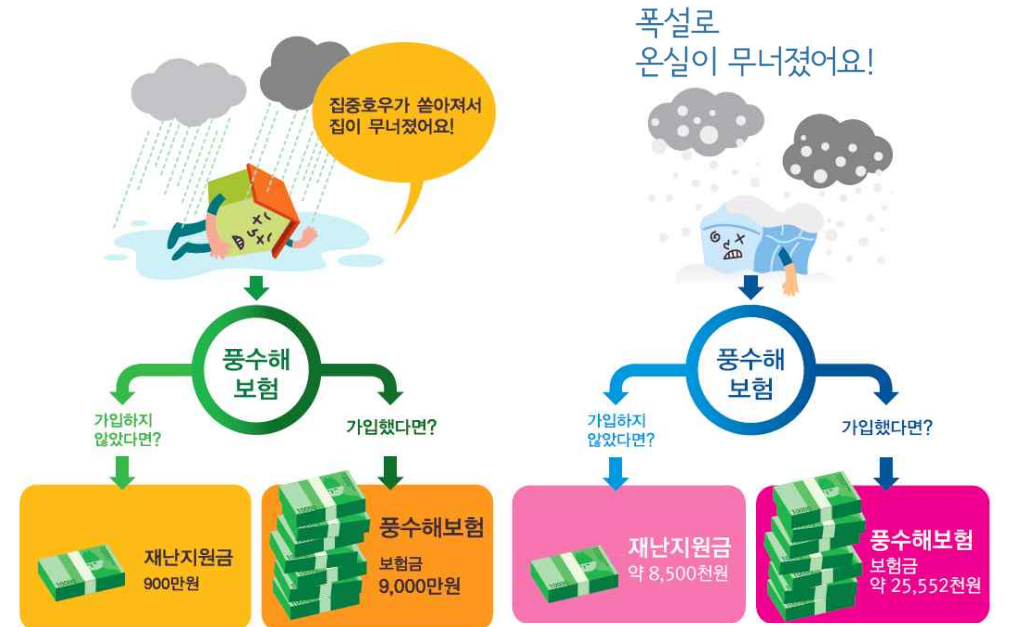 집중호우가 쏟아져서
집이 무너졌어요!
풍수해
보험
가입하지
않았다면?
가입했다면?
재난지원금
900만원
풍수해보험
보험금
9,000만원
폭설로
온실이 무너졌어요!
풍수해
보험
가입하지
않았다면?
가입했다면?
재난지원금
약 8,500천원
풍수해보험
보험금
약 25,552천원